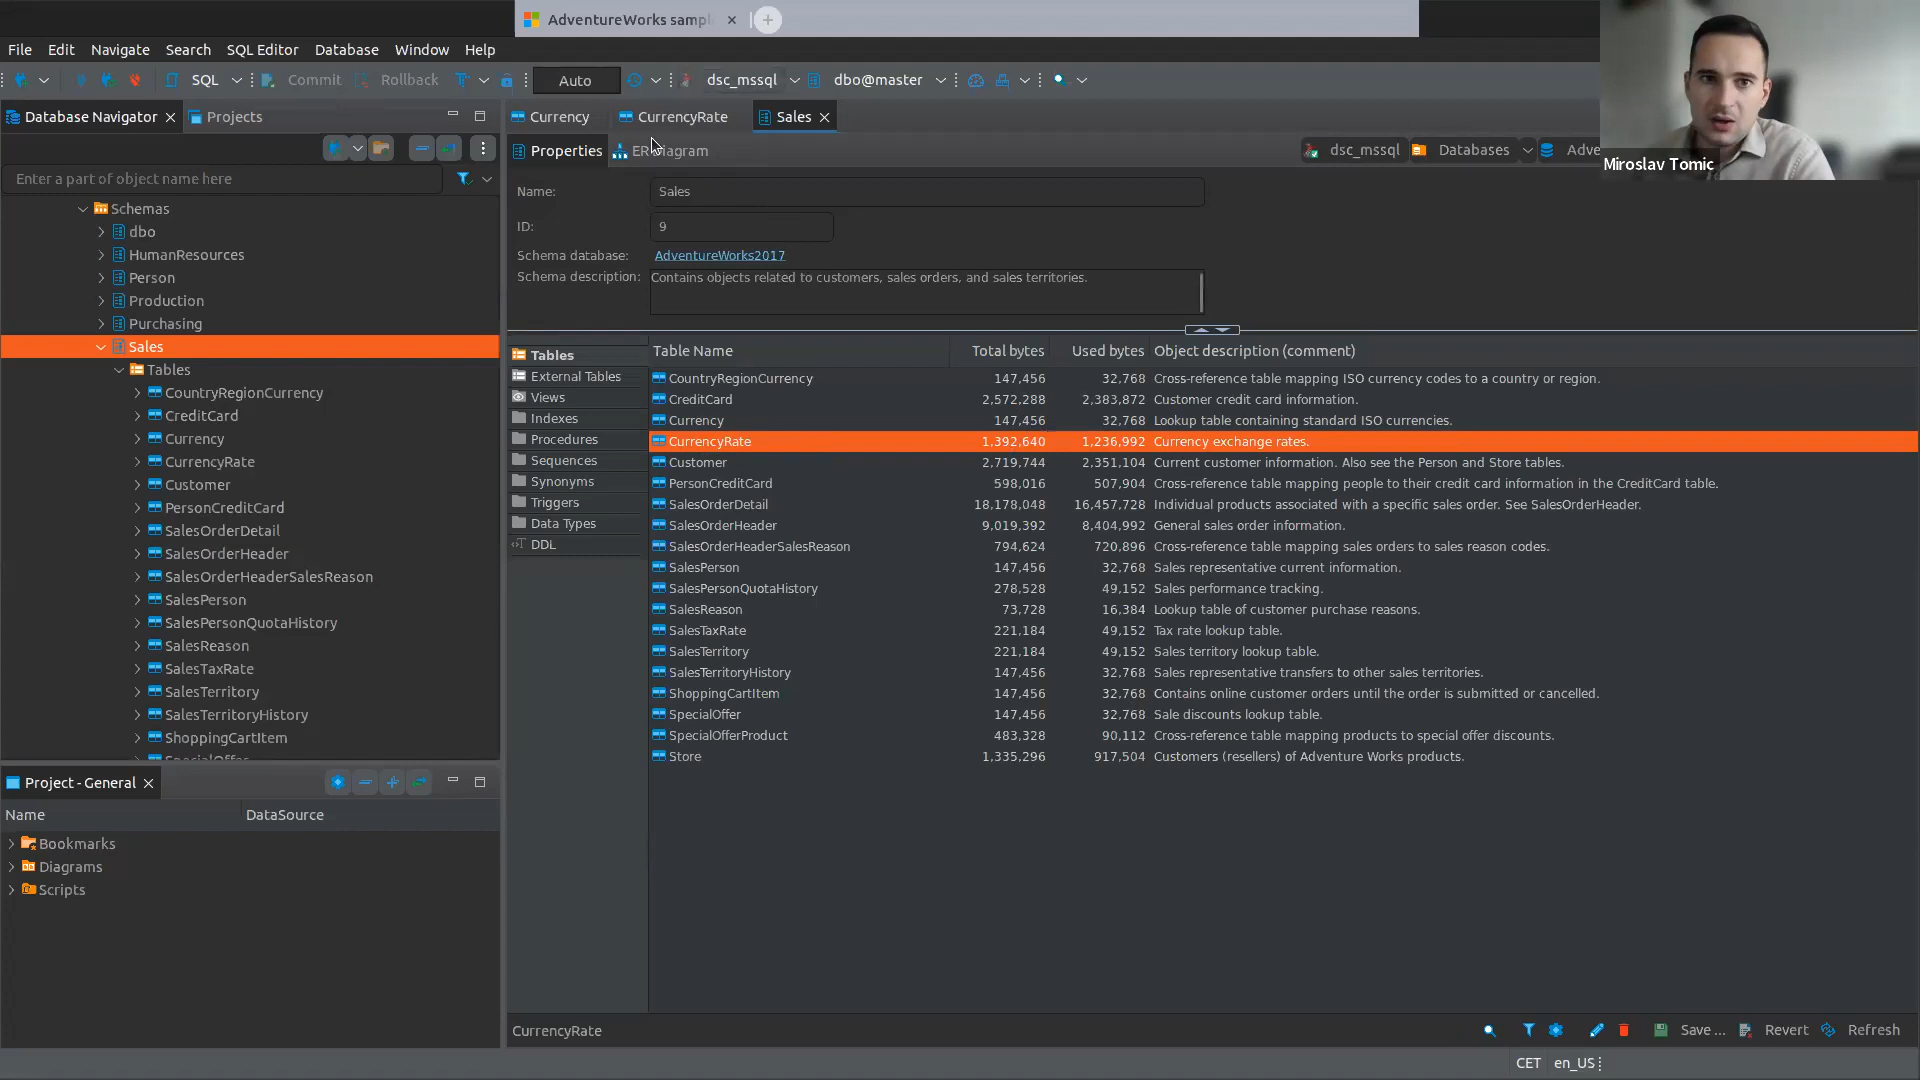 AdventureWorks sampl
File Edit Navigate Search SQL Editor Database Window Help
SQL Commit Rollback Auto dsc_mssql dbo@master
Database Navigator Projects
Enter a part of object name here
Schemas
dbo
HumanResources
Person
Production
Purchasing
Sales
Tables
CountryRegionCurrency
CreditCard
Currency
CurrencyRate
Customer
PersonCreditCard
SalesOrderDetail
SalesOrderHeader
SalesOrderHeaderSalesReason
SalesPerson
SalesPersonQuotaHistory
SalesReason
SalesTaxRate
SalesTerritory
SalesTerritoryHistory
ShoppingCartItem
SpecialOffer
Project - General
Name DataSource
Bookmarks
Diagrams
Scripts
Currency CurrencyRate Sales
Properties ER Diagram dsc_mssql Databases Adve
Miroslav Tomic
Name: Sales
ID: 9
Schema database: AdventureWorks2017
Schema description: Contains objects related to customers, sales orders, and sales territories.
Tables
External Tables
Views
Indexes
Procedures
Sequences
Synonyms
Triggers
Data Types
DDL
Table Name Total bytes Used bytes Object description (comment)
CountryRegionCurrency 147,456 32,768 Cross-reference table mapping ISO currency codes to a country or region.
CreditCard 2,572,288 2,383,872 Customer credit card information.
Currency 147,456 32,768 Lookup table containing standard ISO currencies.
CurrencyRate 1,392,640 1,236,992 Currency exchange rates.
Customer 2,719,744 2,351,104 Current customer information. Also see the Person and Store tables.
PersonCreditCard 598,016 507,904 Cross-reference table mapping people to their credit card information in the CreditCard table.
SalesOrderDetail 18,178,048 16,457,728 Individual products associated with a specific sales order. See SalesOrderHeader.
SalesOrderHeader 9,019,392 8,404,992 General sales order information.
SalesOrderHeaderSalesReason 794,624 720,896 Cross-reference table mapping sales orders to sales reason codes.
SalesPerson 147,456 32,768 Sales representative current information.
SalesPersonQuotaHistory 278,528 49,152 Sales performance tracking.
SalesReason 73,728 16,384 Lookup table of customer purchase reasons.
SalesTaxRate 221,184 49,152 Tax rate lookup table.
SalesTerritory 221,184 49,152 Sales territory lookup table.
SalesTerritoryHistory 147,456 32,768 Sales representative transfers to other sales territories.
ShoppingCartItem 147,456 32,768 Contains online customer orders until the order is submitted or cancelled.
SpecialOffer 147,456 32,768 Sale discounts lookup table.
SpecialOfferProduct 483,328 90,112 Cross-reference table mapping products to special offer discounts.
Store 1,335,296 917,504 Customers (resellers) of Adventure Works products.
CurrencyRate Save ... Revert Refresh
CET en_US